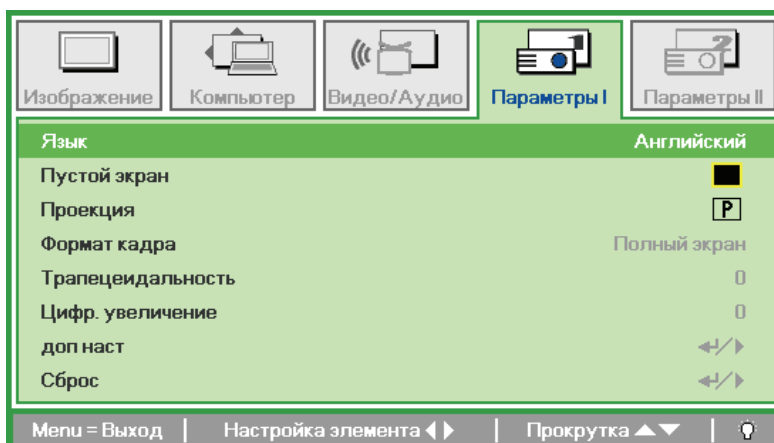 Изображение Компьютер Видео/Аудио Параметры I Параметры II
Язык Английский
Пустой экран
Проекция P
Формат кадра Полный экран
Трапецеидальность 0
Цифр. увеличение 0
доп наст
Сброс
Menu = Выход Настройка элемента Прокрутка